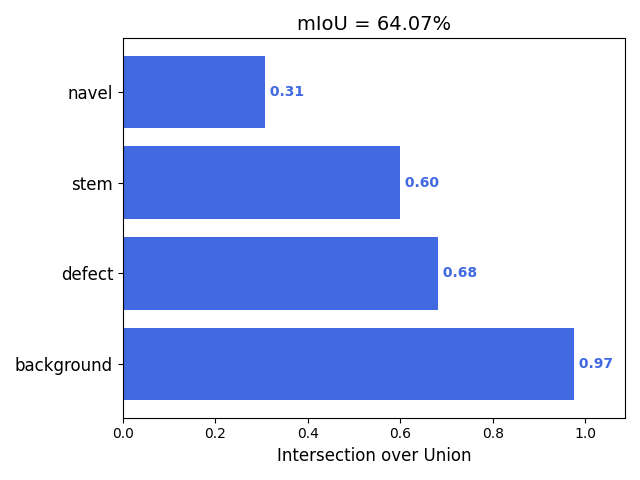 mIoU = 64.07%
navel
0.31
stem
0.60
defect
0.68
background
0.97
0.0 0.2 0.4 0.6 0.8 1.0
Intersection over Union